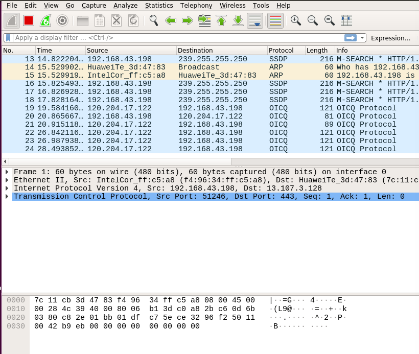 File Edit View Go Capture Analyze Statistics Telephony Wireless Tools Help
Apply a display filter ... <Ctrl-/> Expression...
No. Time Source Destination Protocol Length Info
13 14.822204… 192.168.43.198 239.255.255.250 SSDP 216 M-SEARCH * HTTP/1.
14 15.529902… HuaweiTe_3d:47:83 Broadcast ARP 60 Who has 192.168.43
15 15.529919… IntelCor_ff:c5:a8 HuaweiTe_3d:47:83 ARP 60 192.168.43.198 is
16 15.825493… 192.168.43.198 239.255.255.250 SSDP 216 M-SEARCH * HTTP/1.
17 16.826928… 192.168.43.198 239.255.255.250 SSDP 216 M-SEARCH * HTTP/1.
18 17.828164… 192.168.43.198 239.255.255.250 SSDP 216 M-SEARCH * HTTP/1.
19 19.584160… 192.168.43.198 120.204.17.122 OICQ 121 OICQ Protocol
20 20.865667… 192.168.43.198 120.204.17.122 OICQ 81 OICQ Protocol
21 20.915118… 120.204.17.122 192.168.43.198 OICQ 89 OICQ Protocol
22 26.842116… 120.204.17.122 192.168.43.198 OICQ 121 OICQ Protocol
23 26.987938… 120.204.17.122 192.168.43.198 OICQ 121 OICQ Protocol
24 28.493852… 120.204.17.122 192.168.43.198 OICQ 121 OICQ Protocol
Frame 1: 60 bytes on wire (480 bits), 60 bytes captured (480 bits) on interface 0
Ethernet II, Src: IntelCor_ff:c5:a8 (f4:96:34:ff:c5:a8), Dst: HuaweiTe_3d:47:83 (7c:11:c
Internet Protocol Version 4, Src: 192.168.43.198, Dst: 13.107.3.128
Transmission Control Protocol, Src Port: 51246, Dst Port: 443, Seq: 1, Ack: 1, Len: 0
0000 7c 11 cb 3d 47 83 f4 96 34 ff c5 a8 08 00 45 00 |··=G··· 4·····E·
0010 00 28 4c 39 40 00 80 06 b1 3d c0 a8 2b c6 0d 6b ·(L9@··· ·=··+··k
0020 03 80 c8 2e 01 bb 01 df c7 5e ce 32 96 f2 50 11 ···.···· ·^·2··P·
0030 00 42 b9 eb 00 00 00 00 00 00 00 00 ·B······ ····